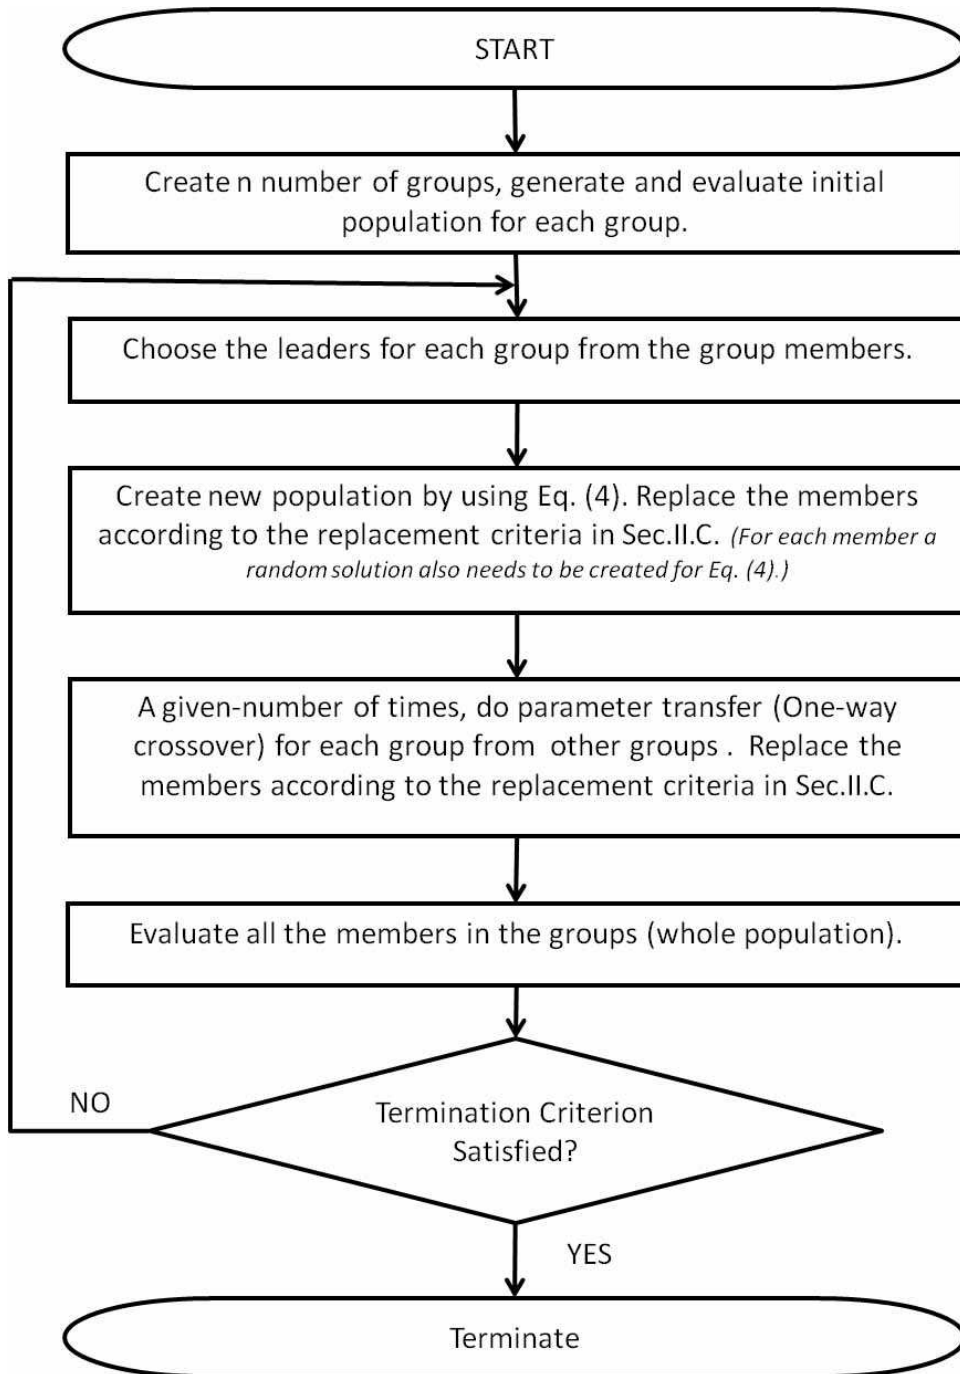 START
Create n number of groups, generate and evaluate initial
population for each group.
Choose the leaders for each group from the group members.
Create new population by using Eq. (4). Replace the members
according to the replacement criteria in Sec.II.C. (For each member a
random solution also needs to be created for Eq. (4).)
A given-number of times, do parameter transfer (One-way
crossover) for each group from other groups . Replace the
members according to the replacement criteria in Sec.II.C.
Evaluate all the members in the groups (whole population).
NO
Termination Criterion
Satisfied?
YES
Terminate